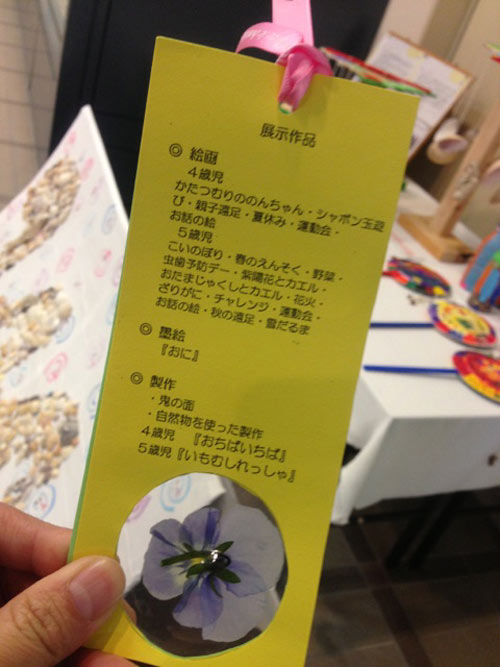 展示作品
◎ 絵画
４歳児
かたつむりののんちゃん・シャボン玉遊
び・親子遠足・夏休み・運動会・
お話の絵
５歳児
こいのぼり・春のえんそく・野菜・
虫歯予防デー・紫陽花とカエル・
おたまじゃくしとカエル・花火・
ざりがに・チャレンジ・運動会・
お話の絵・秋の遠足・雪だるま
◎ 墨絵
『おに』
◎ 製作
・鬼の面
・自然物を使った製作
４歳児 『おちばいちば』
５歳児『いもむしれっしゃ』